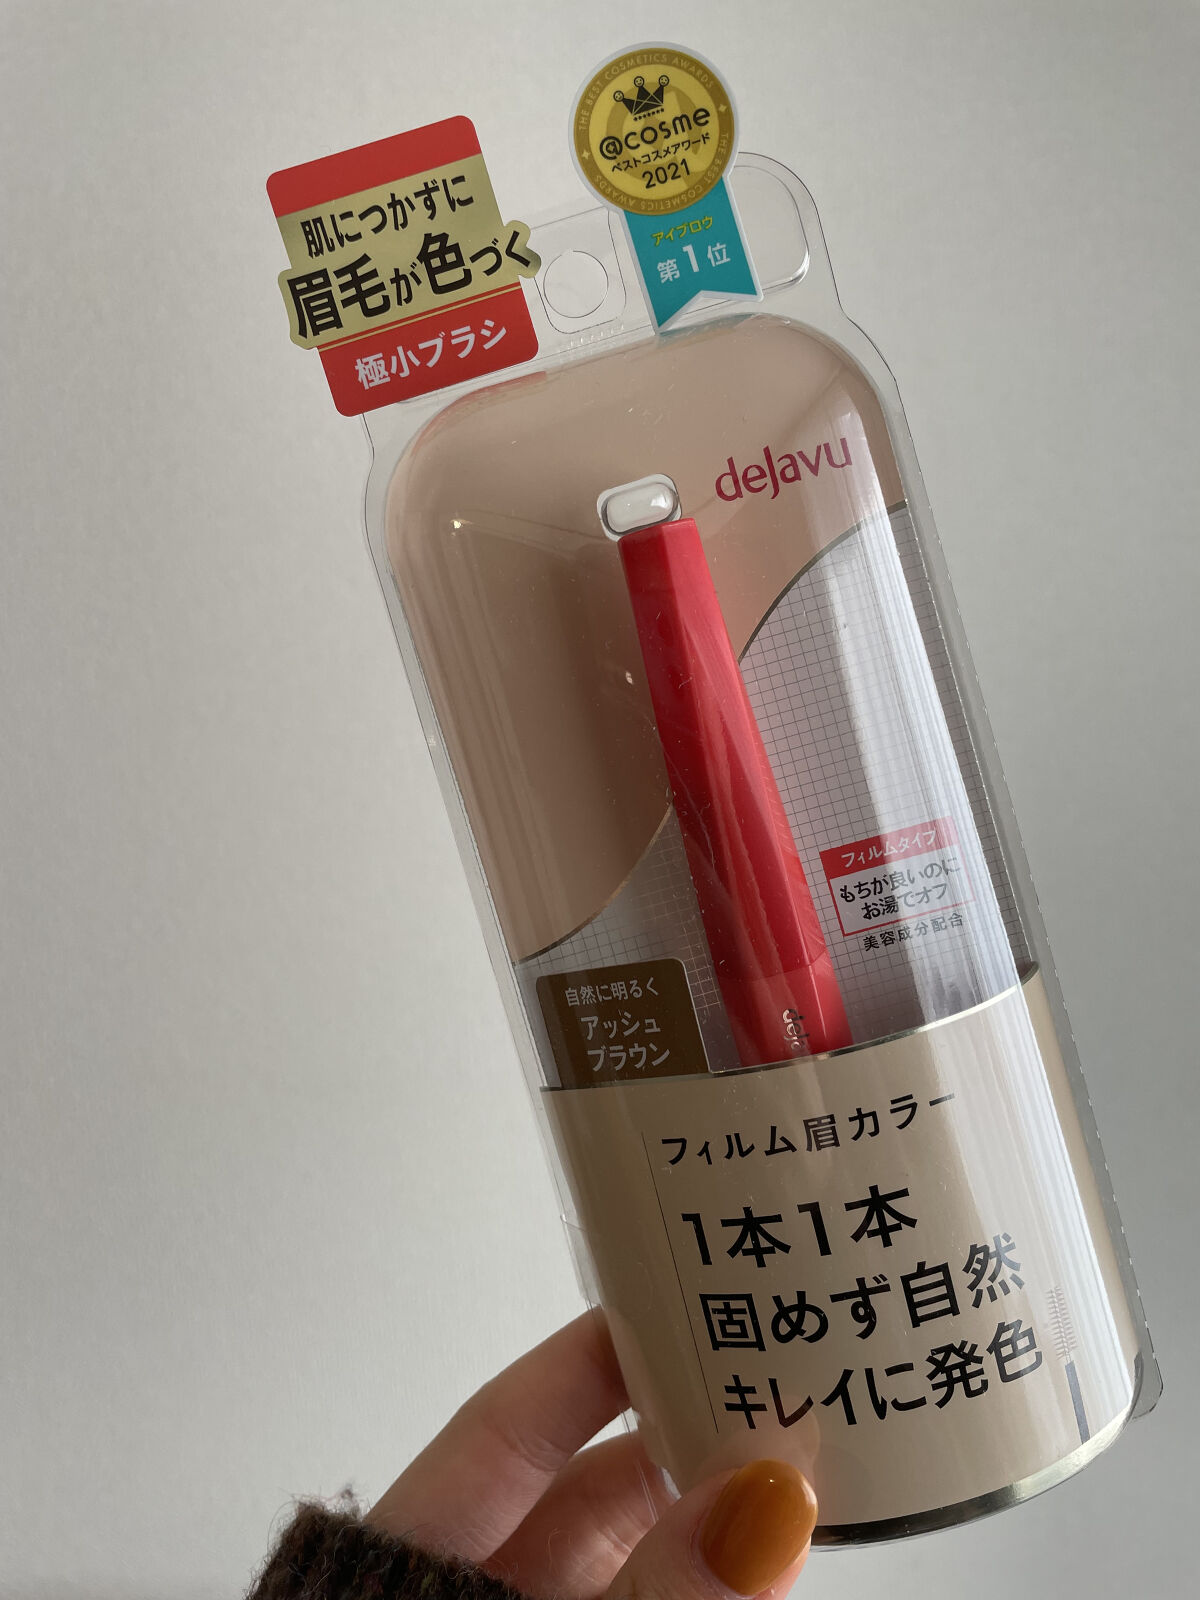 THE BEST COSMETICS AWARDS
@cosme
ベストコスメアワード
2021
THE BEST COSMETICS AWARDS
アイブロウ
第1位
肌につかずに
眉毛が色づく
極小ブラシ
deJavu
フィルムタイプ
もちが良いのに
お湯でオフ
美容成分配合
自然に明るく
アッシュ
ブラウン
フィルム眉カラー
1本1本
固めず自然
キレイに発色